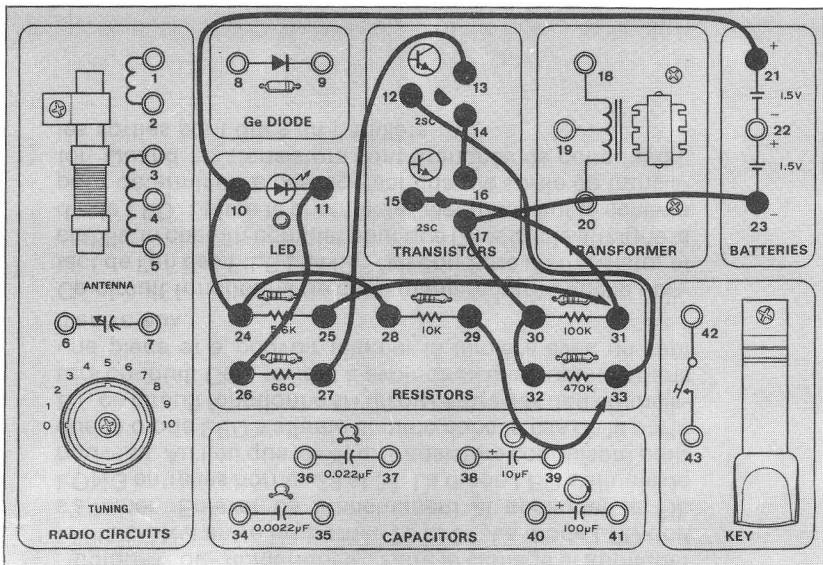 1
2
3
4
5
ANTENNA
6
7
0
1
2
3
4
5
6
7
8
9
10
TUNING
RADIO CIRCUITS
8
9
Ge DIODE
10
11
LED
12
13
2SC
14
15
16
2SC
17
TRANSISTORS
18
19
20
TRANSFORMER
+
21
1.5V
−
22
+
1.5V
23
−
BATTERIES
24
5.6K
25
28
10K
29
30
100K
31
26
680
27
32
470K
33
RESISTORS
36
0.022µF
37
+
38
10µF
39
34
0.0022µF
35
+
40
100µF
41
CAPACITORS
42
43
KEY